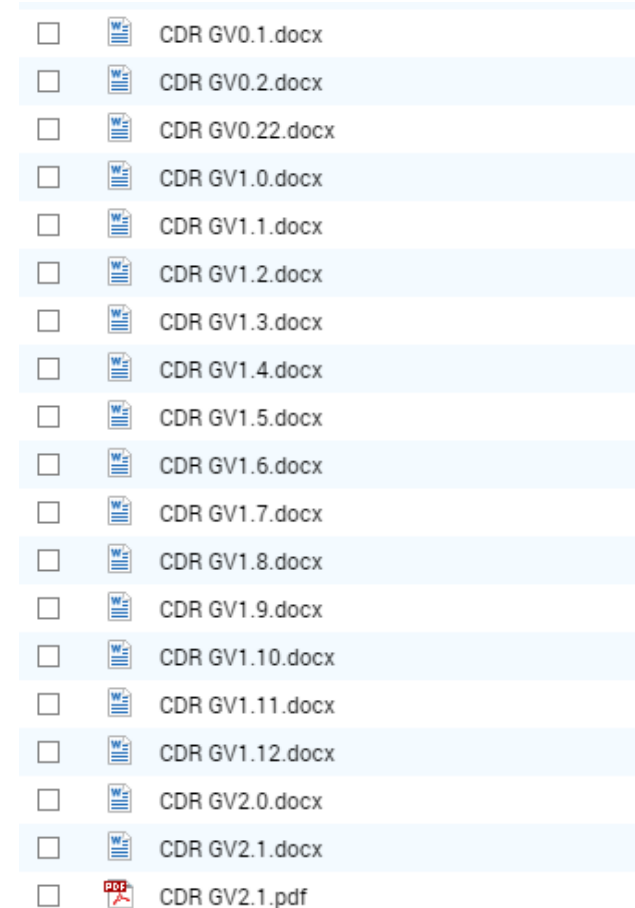 CDR GV0.1.docx
CDR GV0.2.docx
CDR GV0.22.docx
CDR GV1.0.docx
CDR GV1.1.docx
CDR GV1.2.docx
CDR GV1.3.docx
CDR GV1.4.docx
CDR GV1.5.docx
CDR GV1.6.docx
CDR GV1.7.docx
CDR GV1.8.docx
CDR GV1.9.docx
CDR GV1.10.docx
CDR GV1.11.docx
CDR GV1.12.docx
CDR GV2.0.docx
CDR GV2.1.docx
PDF CDR GV2.1.pdf